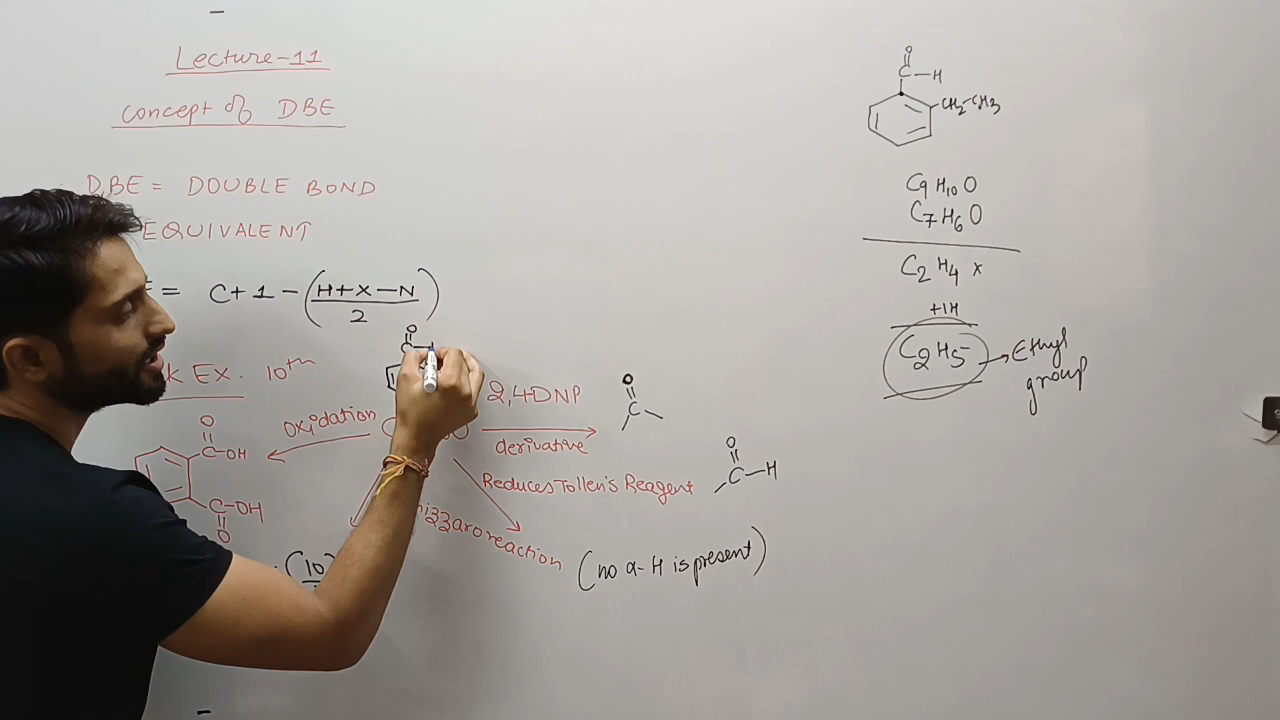 Lecture-11
concept of DBE
DBE = DOUBLE BOND
EQUIVALENT
= C + 1 - (H+X-N)
2
Ex. 10th
oxidation
2,4-DNP
derivative
Reduces Tollen's Reagent
reaction
(no α-H is present)
(10
O
C-OH
C-OH
O
O
C
O
C
O
C-H
O
C-H
CH2-CH3
C9H10O
C7H6O
C2H4 x
+1H
C2H5- → Ethyl
group